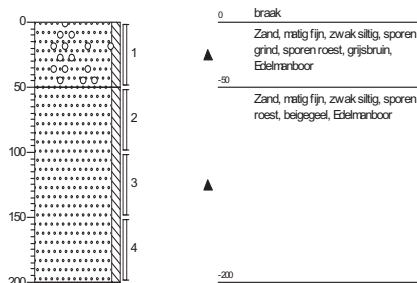 0
50
100
150
200
1
2
3
4
0 braak
Zand, matig fijn, zwak siltig, sporen
grind, sporen roest, grijsbruin,
Edelmanboor
-50
Zand, matig fijn, zwak siltig, sporen
roest, beigegeel, Edelmanboor
-200